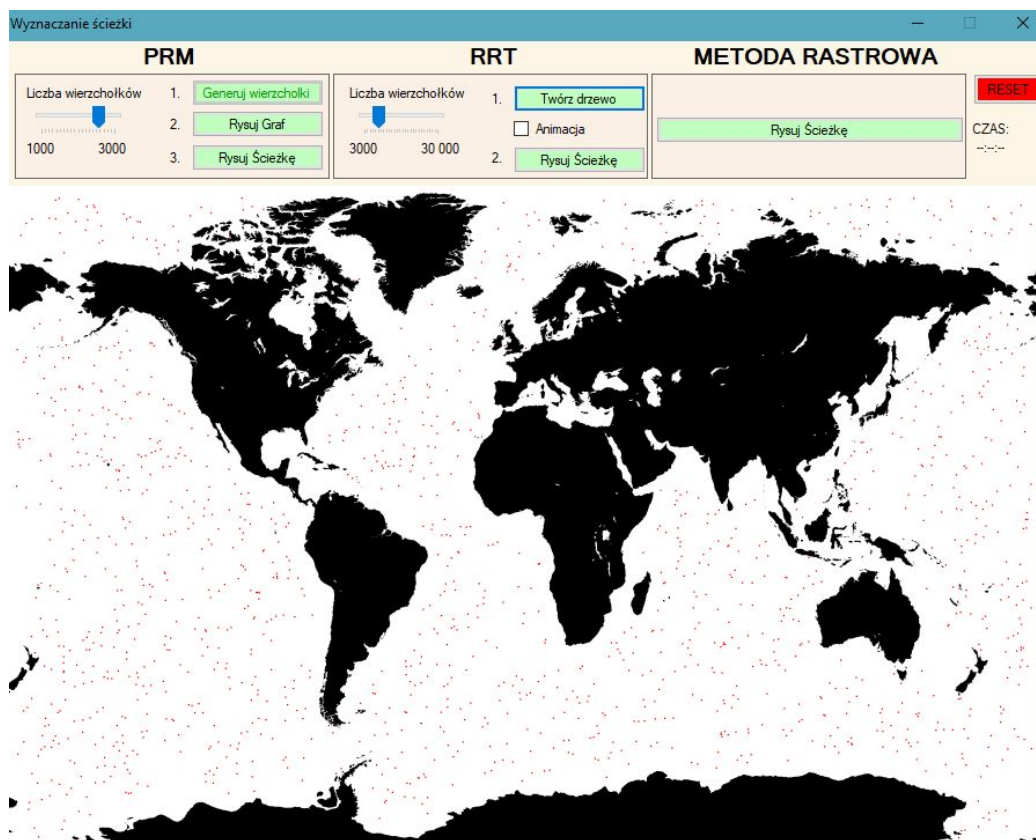 Wyznaczanie ścieżki
PRM
RRT
METODA RASTROWA
Liczba wierzchołków
1000
3000
1.
Generuj wierzcholki
2.
Rysuj Graf
3.
Rysuj Ścieżkę
Liczba wierzchołków
3000
30 000
1.
Twórz drzewo
Animacja
2.
Rysuj Ścieżkę
Rysuj Ścieżkę
RESET
CZAS:
--:--:--